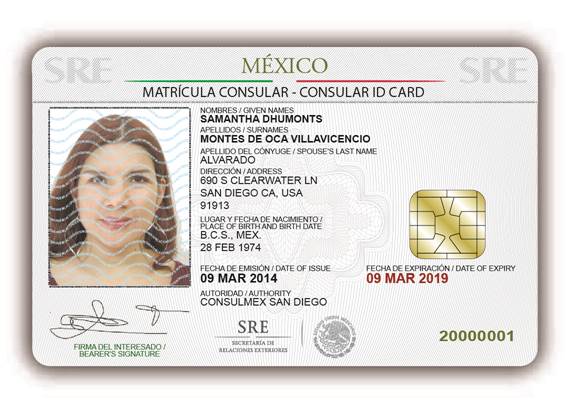 SRE MÉXICO SRE
MATRÍCULA CONSULAR - CONSULAR ID CARD
NOMBRES / GIVEN NAMES
SAMANTHA DHUMONTS
APELLIDOS / SURNAMES
MONTES DE OCA VILLAVICENCIO
APELLIDO DEL CÓNYUGE / SPOUSE'S LAST NAME
ALVARADO
DIRECCIÓN / ADDRESS
690 S CLEARWATER LN
SAN DIEGO CA, USA
91913
LUGAR Y FECHA DE NACIMIENTO /
PLACE OF BIRTH AND BIRTH DATE
B.C.S., MEX.
28 FEB 1974
FECHA DE EMISIÓN / DATE OF ISSUE
09 MAR 2014
FECHA DE EXPIRACIÓN / DATE OF EXPIRY
09 MAR 2019
AUTORIDAD / AUTHORITY
CONSULMEX SAN DIEGO
FIRMA DEL INTERESADO /
BEARER'S SIGNATURE
SRE
SECRETARÍA DE
RELACIONES EXTERIORES
20000001